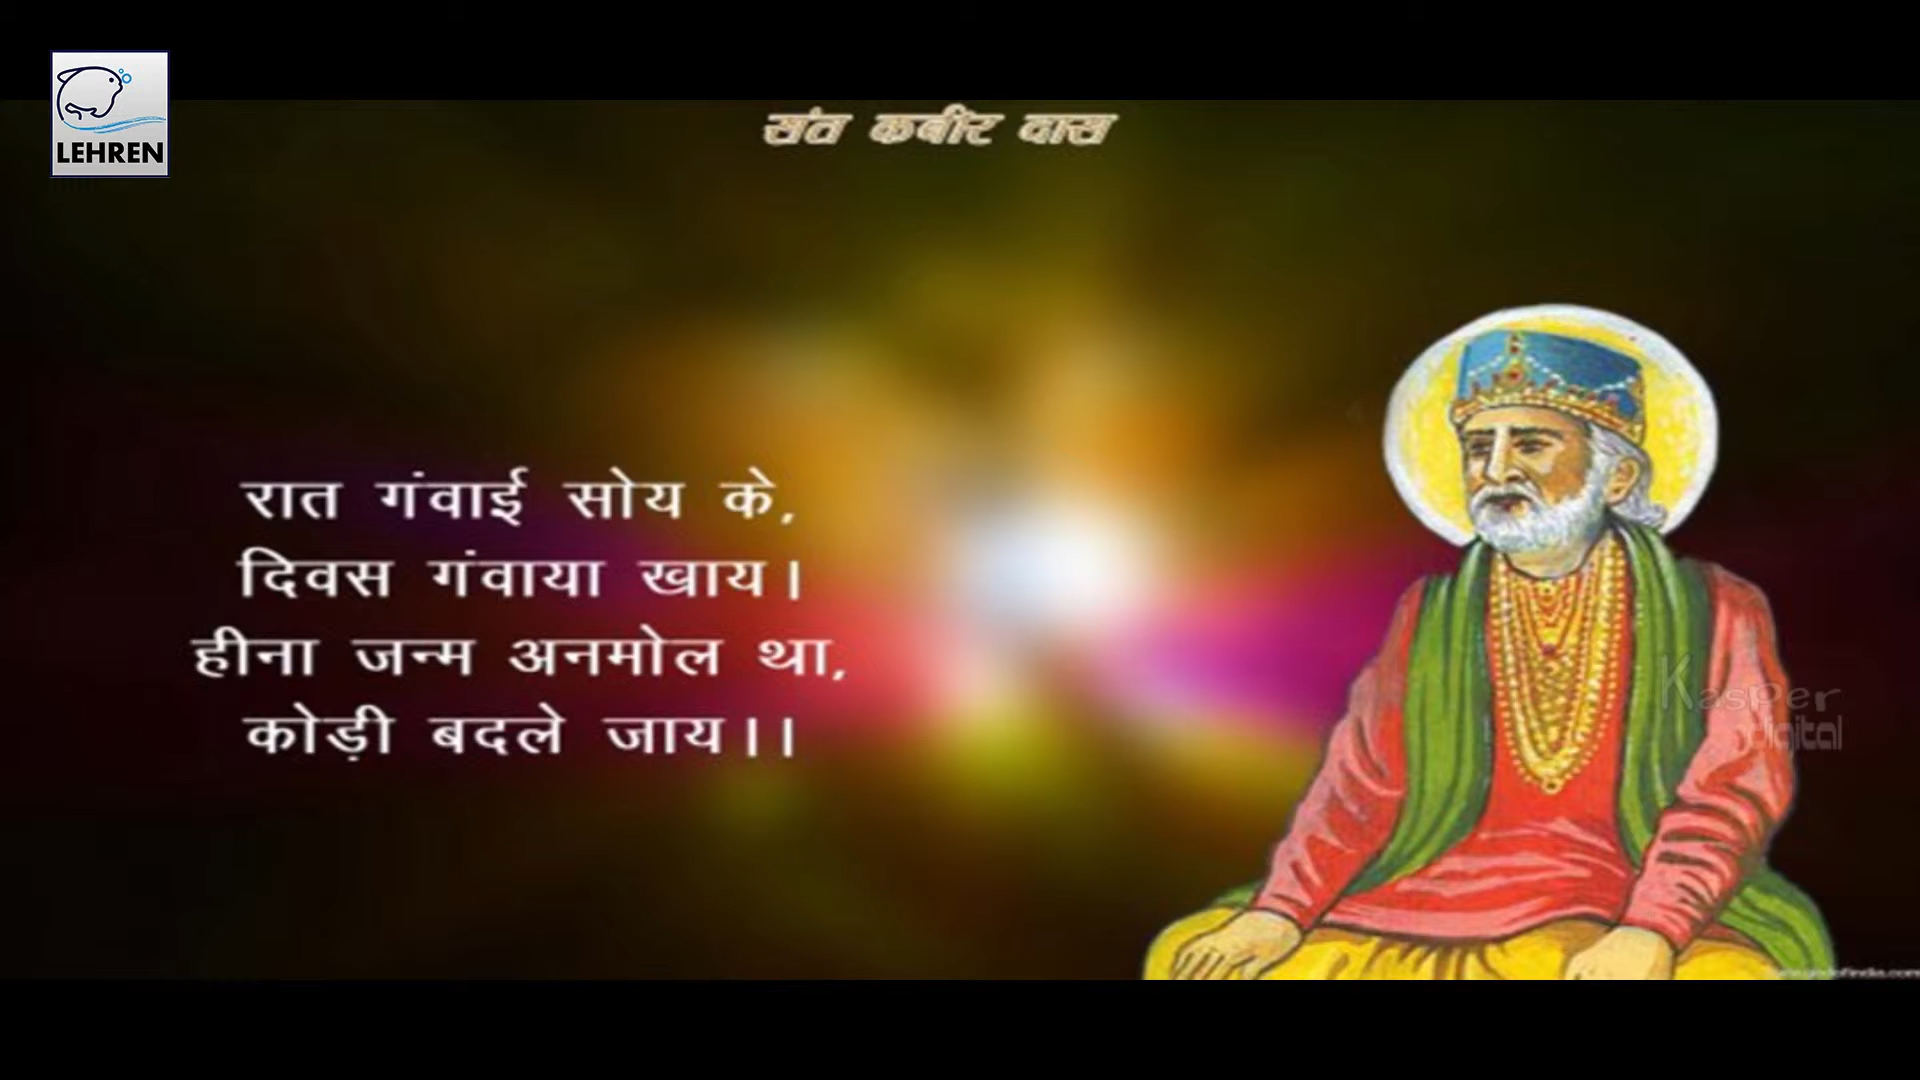 LEHREN
संत कबीर दास
रात गंवाई सोय के,
दिवस गंवाया खाय।
हीना जन्म अनमोल था,
कोड़ी बदले जाय।।
Kasper
digital